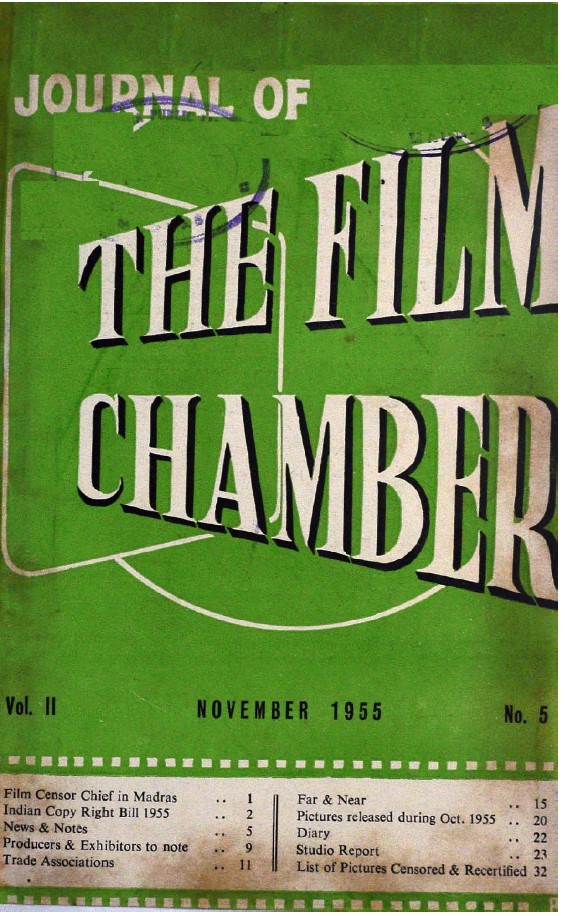 JOURNAL OF
THE FILM
CHAMBER
Vol. II NOVEMBER 1955 No. 5
Film Censor Chief in Madras .. 1
Indian Copy Right Bill 1955 .. 2
News & Notes .. 5
Producers & Exhibitors to note .. 9
Trade Associations .. 11
Far & Near .. 15
Pictures released during Oct. 1955 .. 20
Diary .. 22
Studio Report .. 23
List of Pictures Censored & Recertified 32